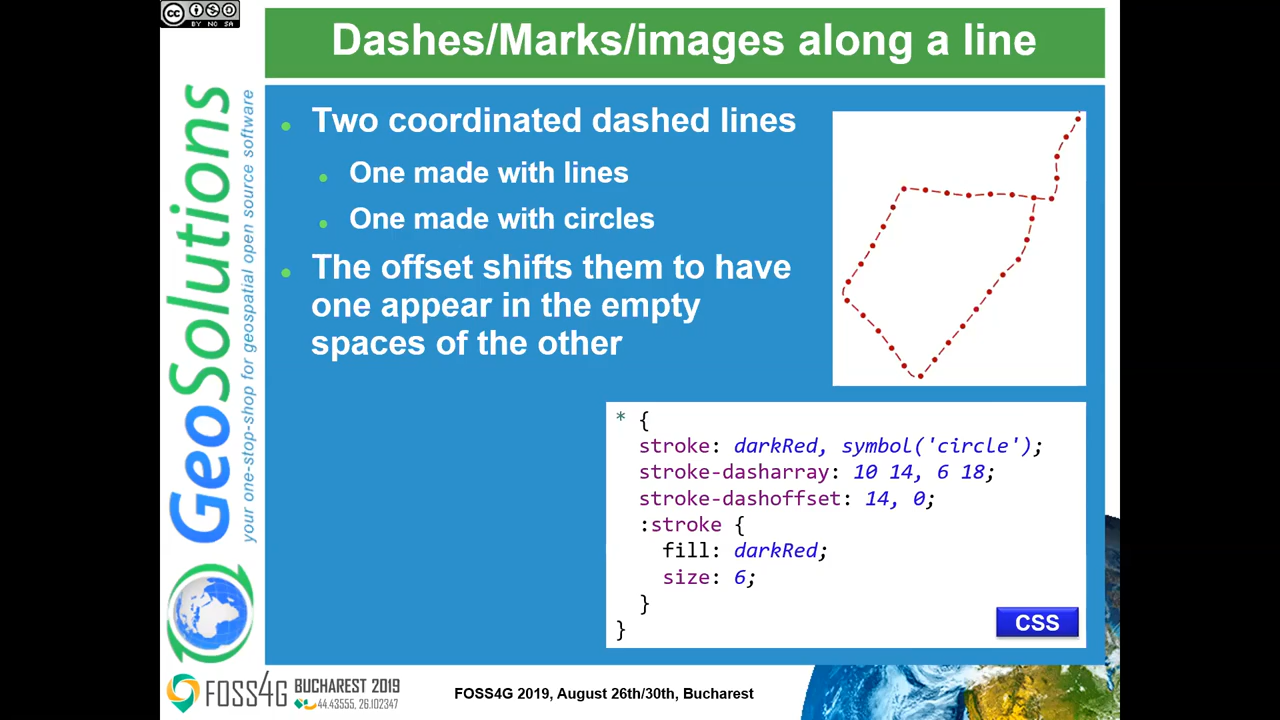 BY NC SA
Dashes/Marks/images along a line
GeoSolutions
your one-stop-shop for geospatial open source software
Two coordinated dashed lines
One made with lines
One made with circles
The offset shifts them to have
one appear in the empty
spaces of the other
* {
stroke: darkRed, symbol('circle');
stroke-dasharray: 10 14, 6 18;
stroke-dashoffset: 14, 0;
:stroke {
fill: darkRed;
size: 6;
}
}
CSS
FOSS4G BUCHAREST 2019
44.43555, 26.102347
FOSS4G 2019, August 26th/30th, Bucharest